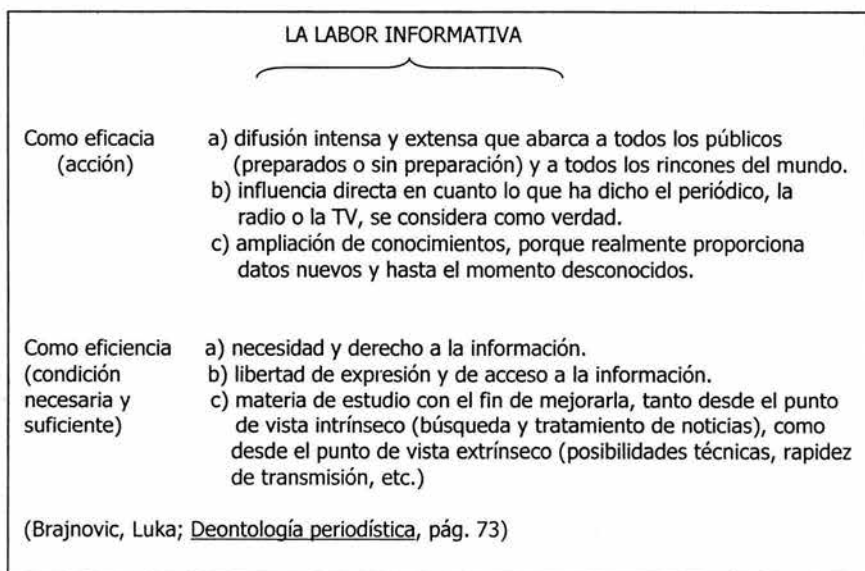 LA LABOR INFORMATIVA
Como eficacia a) difusión intensa y extensa que abarca a todos los públicos
(acción) (preparados o sin preparación) y a todos los rincones del mundo.
b) influencia directa en cuanto lo que ha dicho el periódico, la
radio o la TV, se considera como verdad.
c) ampliación de conocimientos, porque realmente proporciona
datos nuevos y hasta el momento desconocidos.
Como eficiencia a) necesidad y derecho a la información.
(condición b) libertad de expresión y de acceso a la información.
necesaria y c) materia de estudio con el fin de mejorarla, tanto desde el punto
suficiente) de vista intrínseco (búsqueda y tratamiento de noticias), como
desde el punto de vista extrínseco (posibilidades técnicas, rapidez
de transmisión, etc.)
(Brajnovic, Luka; Deontología periodística, pág. 73)